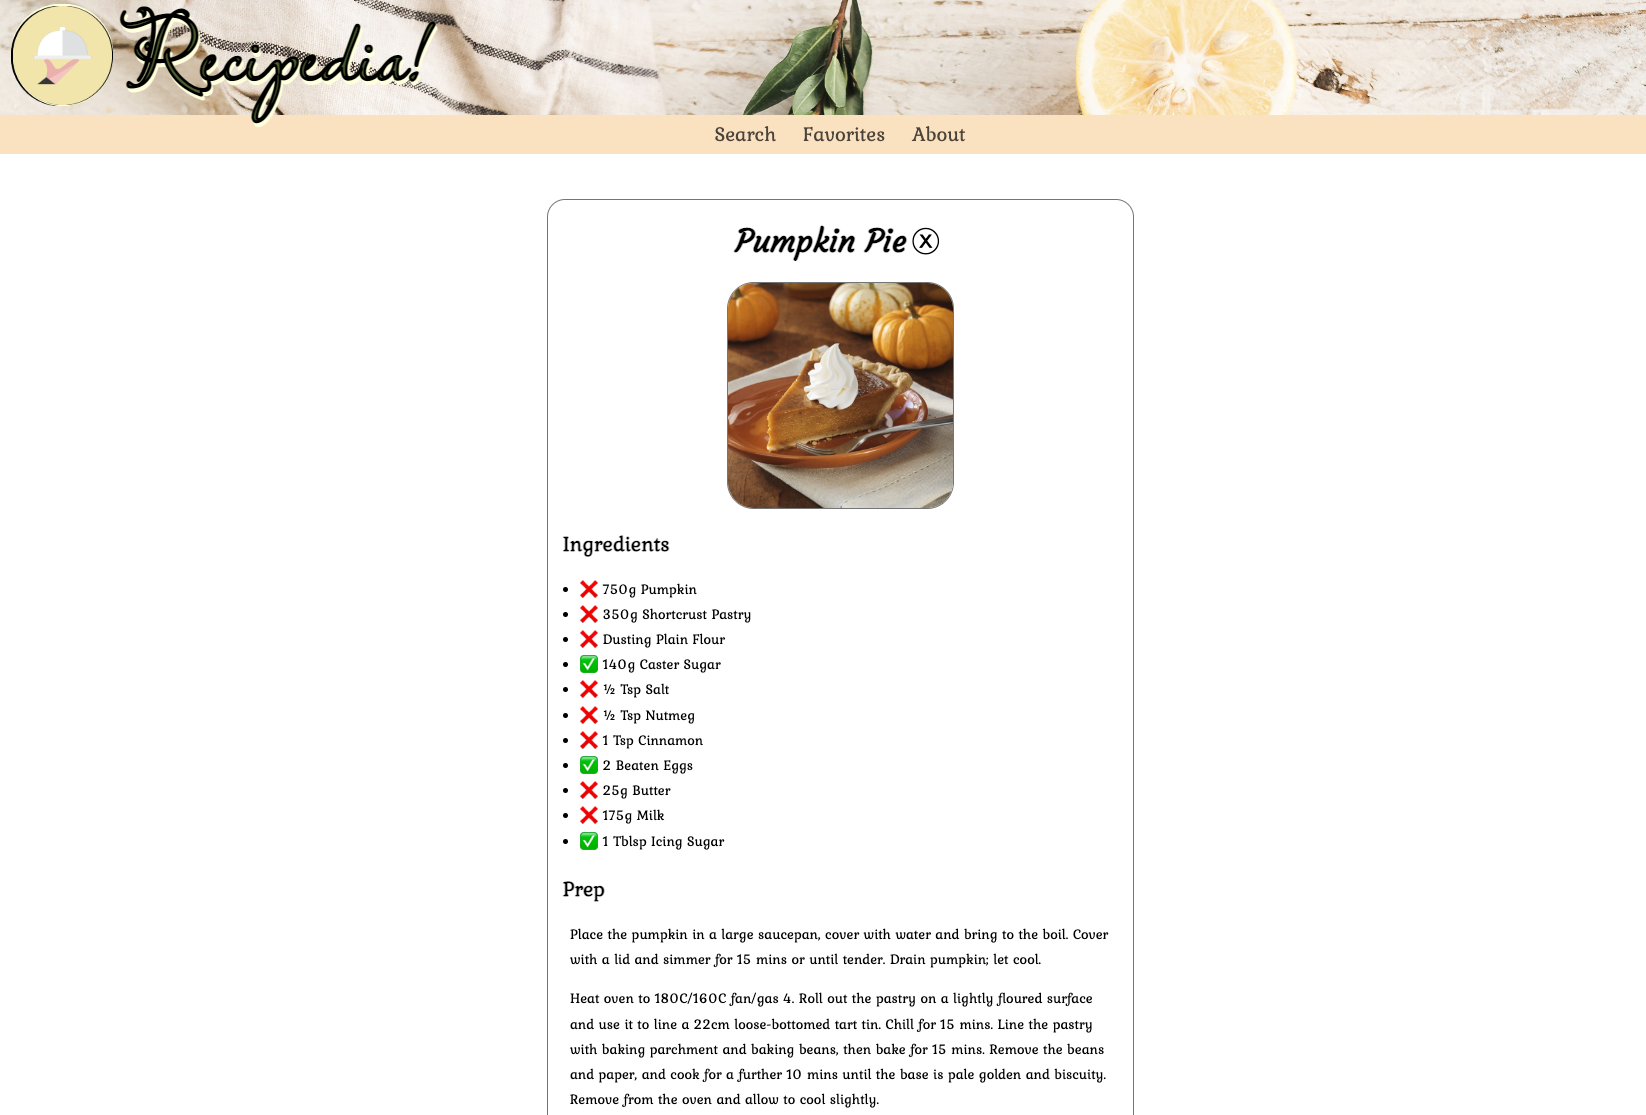 Recipedia!
Search Favorites About
Pumpkin Pie ⓧ
Ingredients
❌ 750g Pumpkin
❌ 350g Shortcrust Pastry
❌ Dusting Plain Flour
✅ 140g Caster Sugar
❌ ½ Tsp Salt
❌ ½ Tsp Nutmeg
❌ 1 Tsp Cinnamon
✅ 2 Beaten Eggs
❌ 25g Butter
❌ 175g Milk
✅ 1 Tblsp Icing Sugar
Prep
Place the pumpkin in a large saucepan, cover with water and bring to the boil. Cover
with a lid and simmer for 15 mins or until tender. Drain pumpkin; let cool.
Heat oven to 180C/160C fan/gas 4. Roll out the pastry on a lightly floured surface
and use it to line a 22cm loose-bottomed tart tin. Chill for 15 mins. Line the pastry
with baking parchment and baking beans, then bake for 15 mins. Remove the beans
and paper, and cook for a further 10 mins until the base is pale golden and biscuity.
Remove from the oven and allow to cool slightly.